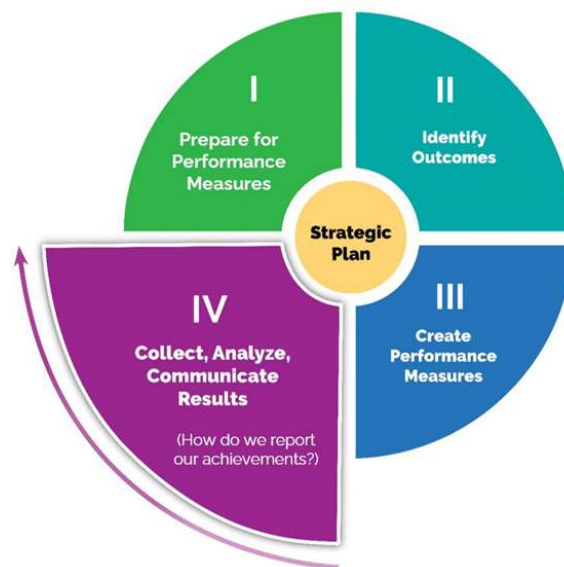 I
Prepare for
Performance
Measures
II
Identify
Outcomes
Strategic
Plan
III
Create
Performance
Measures
IV
Collect, Analyze,
Communicate
Results
(How do we report
our achievements?)